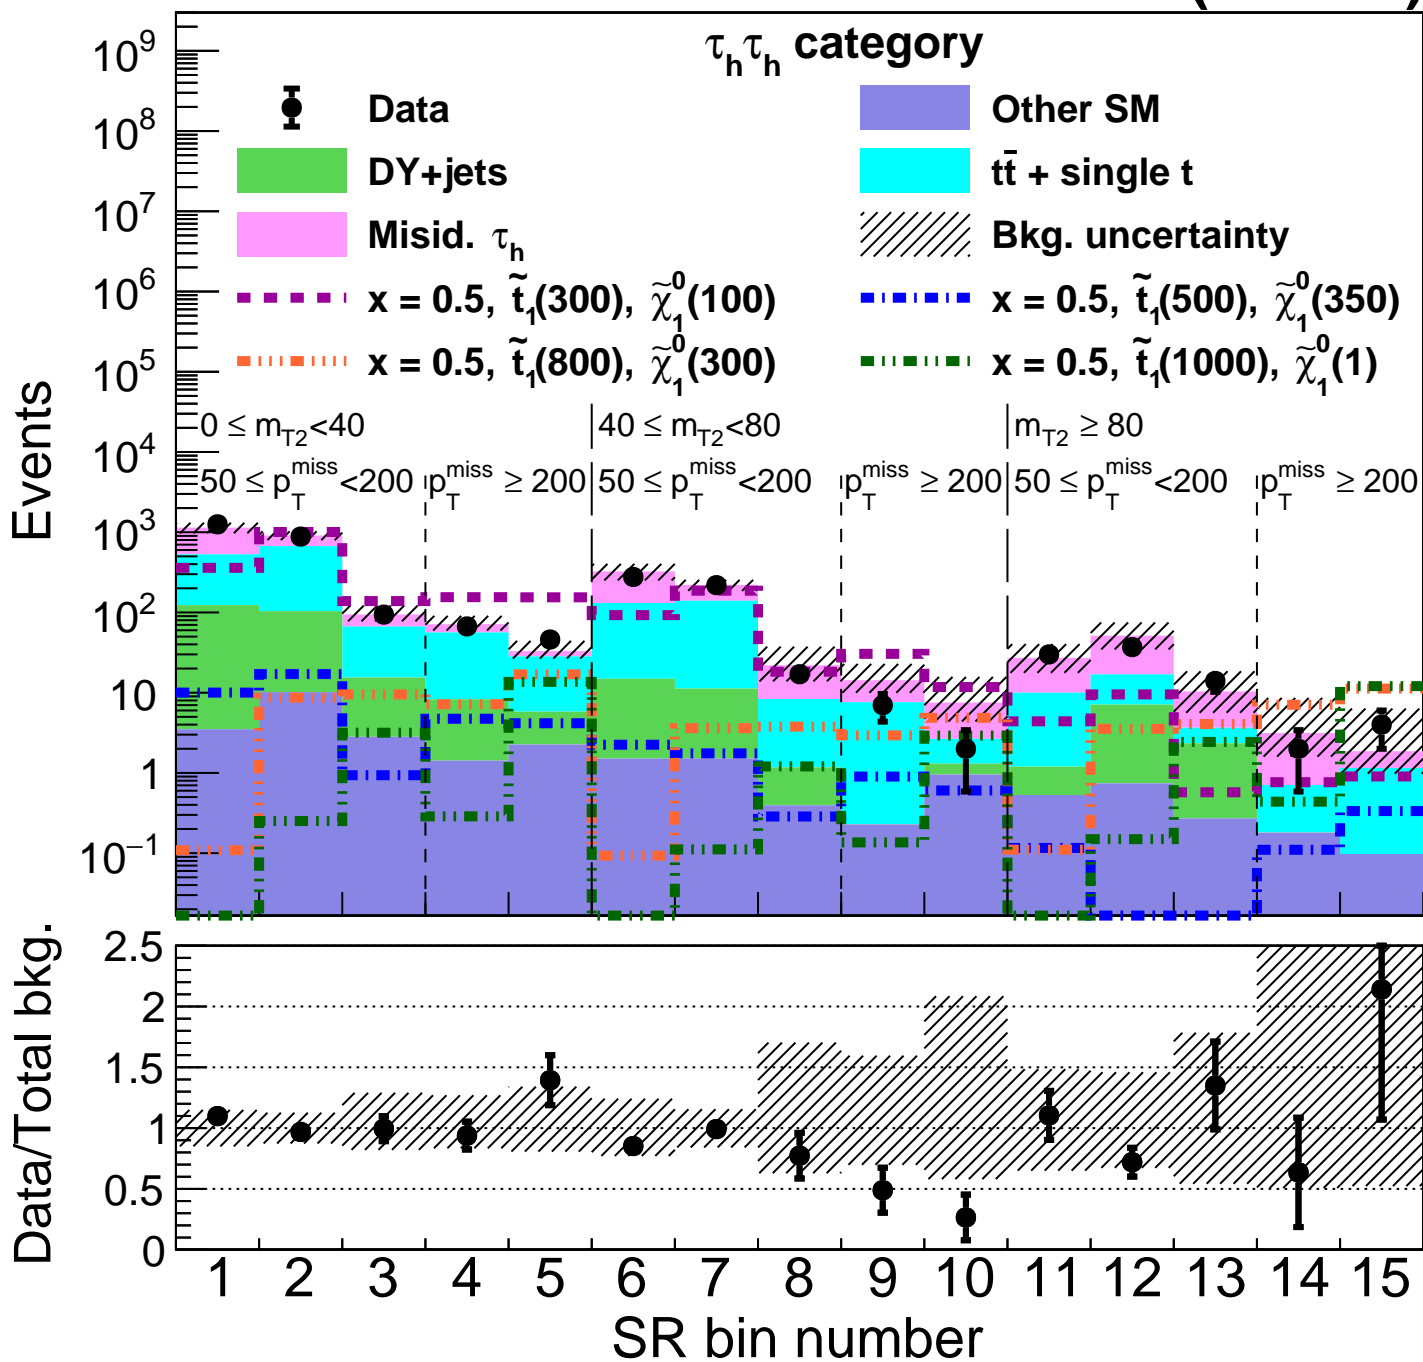 τhτh category
Data
Other SM
DY+jets
tt̄ + single t
Misid. τh
Bkg. uncertainty
x = 0.5, t̃1(300), χ̃10(100)
x = 0.5, t̃1(500), χ̃10(350)
x = 0.5, t̃1(800), χ̃10(300)
x = 0.5, t̃1(1000), χ̃10(1)
0 ≤ mT2<40
40 ≤ mT2<80
mT2 ≥ 80
50 ≤ pTmiss<200
pTmiss ≥ 200
50 ≤ pTmiss<200
pTmiss ≥ 200
50 ≤ pTmiss<200
pTmiss ≥ 200
Events
10⁹
10⁸
10⁷
10⁶
10⁵
10⁴
10³
10²
10
1
10⁻¹
Data/Total bkg.
2.5
2
1.5
1
0.5
0
1 2 3 4 5 6 7 8 9 10 11 12 13 14 15
SR bin number